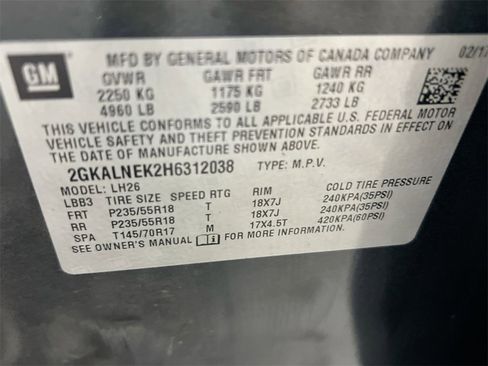 GM
MFD BY GENERAL MOTORS OF CANADA COMPANY 02/17
GVWR GAWR FRT GAWR RR
2250 KG 1175 KG 1240 KG
4960 LB 2590 LB 2733 LB
THIS VEHICLE CONFORMS TO ALL APPLICABLE U.S. FEDERAL MOTOR
VEHICLE SAFETY AND THEFT PREVENTION STANDARDS IN EFFECT ON
THE DATE OF MANUFACTURE SHOWN ABOVE.
2GKALNEK2H6312038 TYPE: M.P.V.
MODEL: LH26
LBB3 TIRE SIZE SPEED RTG RIM COLD TIRE PRESSURE
FRT P235/55R18 T 18X7J 240KPA(35PSI)
RR P235/55R18 T 18X7J 240KPA(35PSI)
SPA T145/70R17 M 17X4.5T 420KPA(60PSI)
SEE OWNER'S MANUAL FOR MORE INFORMATION.